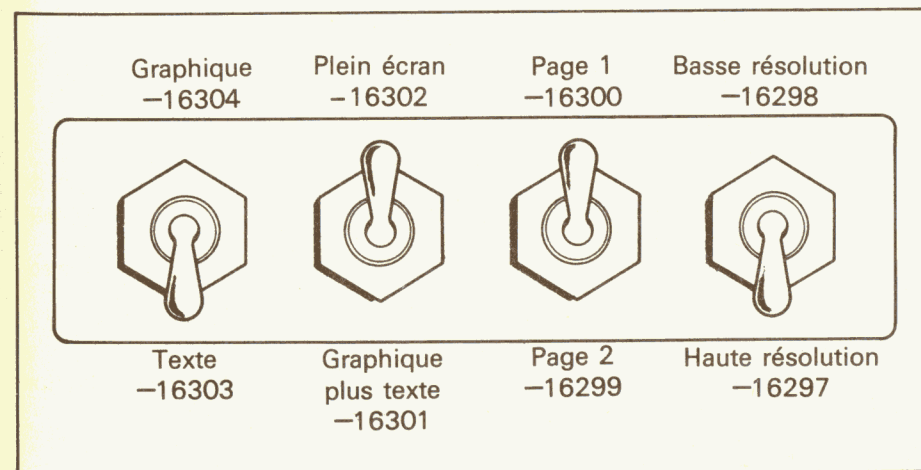 Graphique
−16304
Plein écran
−16302
Page 1
−16300
Basse résolution
−16298
Texte
−16303
Graphique
plus texte
−16301
Page 2
−16299
Haute résolution
−16297